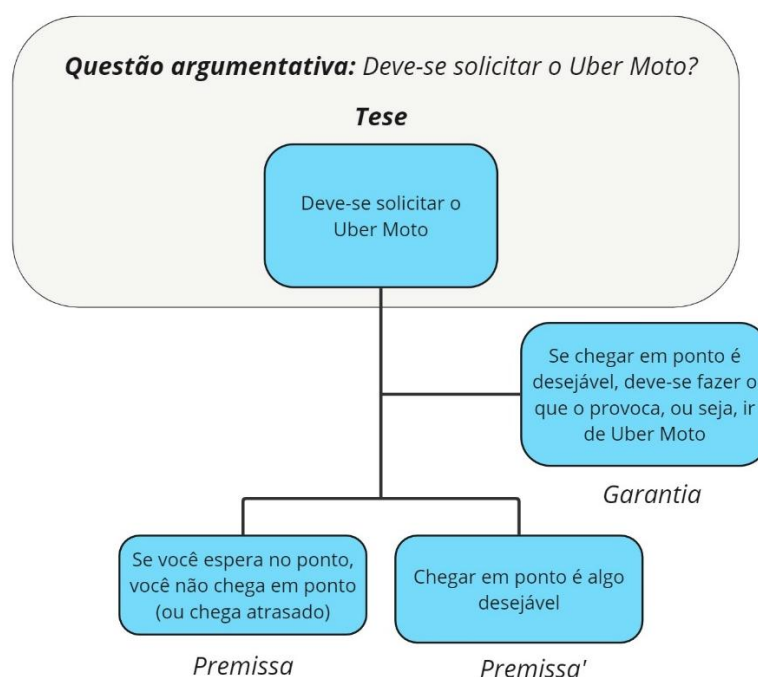 Questão argumentativa: Deve-se solicitar o Uber Moto?
Tese
Deve-se solicitar o
Uber Moto
Se chegar em ponto é
desejável, deve-se fazer o
que o provoca, ou seja, ir
de Uber Moto
Garantia
Se você espera no ponto,
você não chega em ponto
(ou chega atrasado)
Premissa
Chegar em ponto é algo
desejável
Premissa'